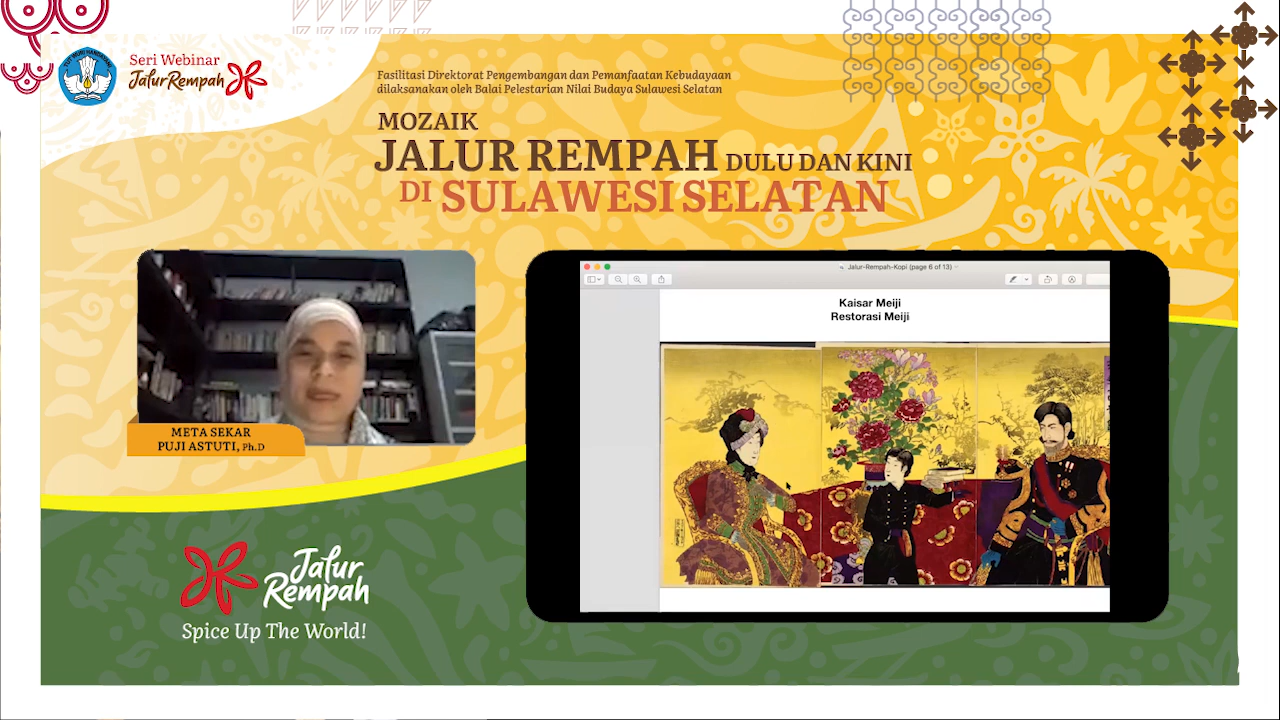 Seri Webinar
Jalur Rempah
Fasilitasi Direktorat Pengembangan dan Pemanfaatan Kebudayaan
dilaksanakan oleh Balai Pelestarian Nilai Budaya Sulawesi Selatan
MOZAIK
JALUR REMPAH DULU DAN KINI
DI SULAWESI SELATAN
META SEKAR
PUJI ASTUTI, Ph.D
Jalur-Rempah-Kopi (page 6 of 13)
Kaisar Meiji
Restorasi Meiji
Jalur
Rempah
Spice Up The World!